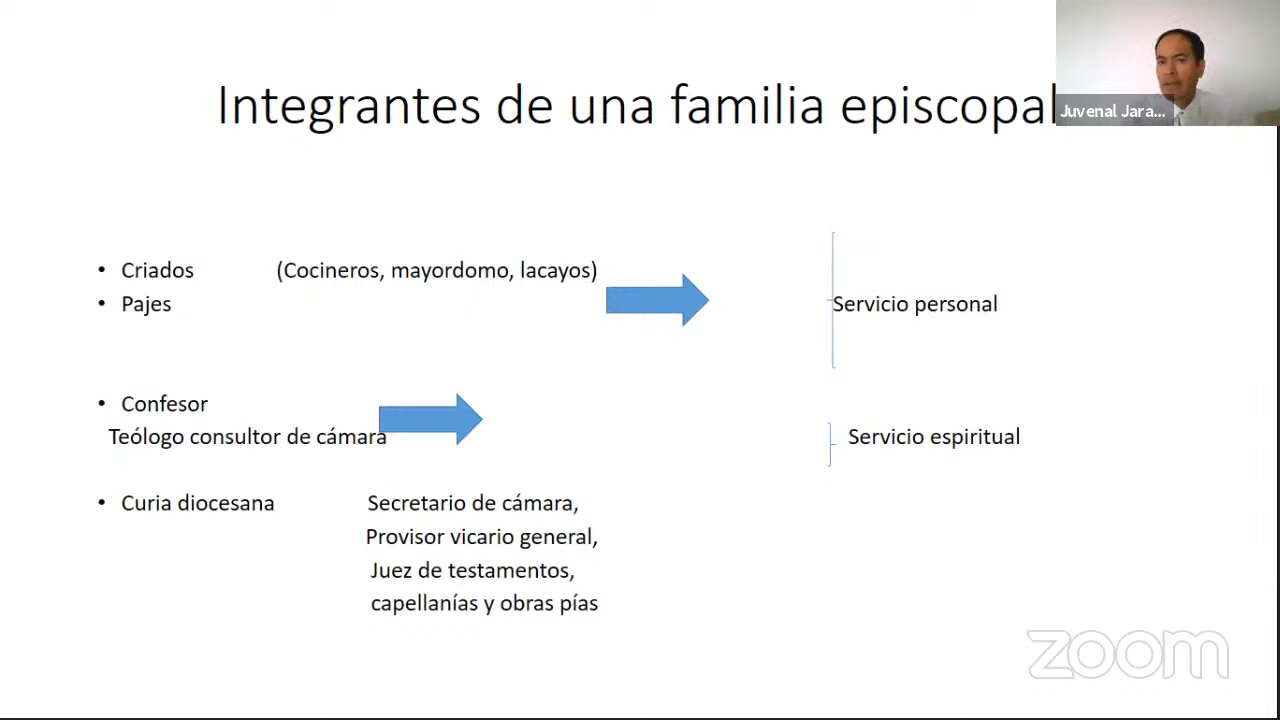 Integrantes de una familia episcopal
Juvenal Jara...
• Criados (Cocineros, mayordomo, lacayos)
• Pajes
Servicio personal
• Confesor
Teólogo consultor de cámara
Servicio espiritual
• Curia diocesana Secretario de cámara,
Provisor vicario general,
Juez de testamentos,
capellanías y obras pías
zoom